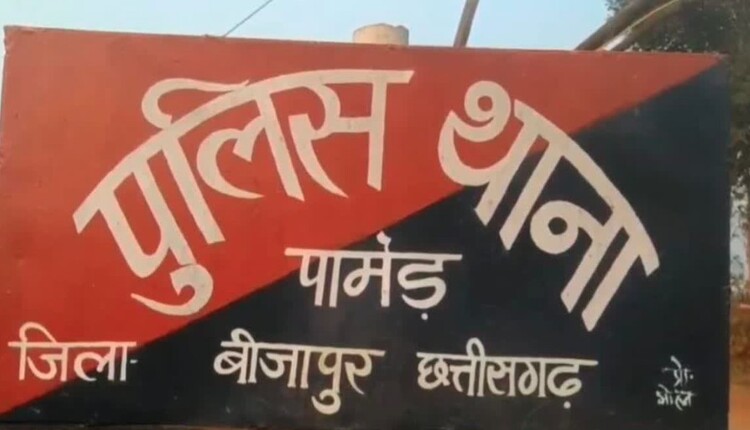 पुलिस थाना
पामेड़
जिला- बीजापुर छत्तीसगढ़
प्रो-